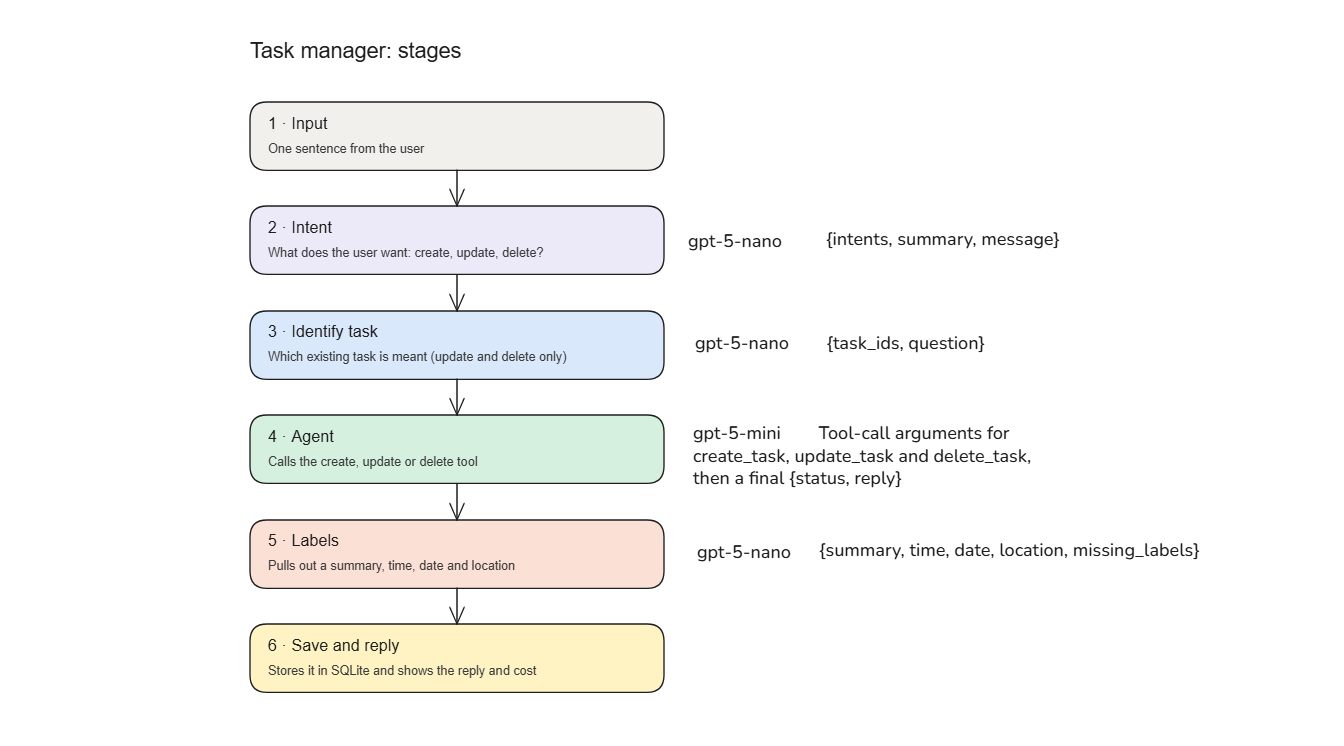 Task manager: stages
1 · Input
One sentence from the user
2 · Intent
What does the user want: create, update, delete?
gpt-5-nano {intents, summary, message}
3 · Identify task
Which existing task is meant (update and delete only)
gpt-5-nano {task_ids, question}
4 · Agent
Calls the create, update or delete tool
gpt-5-mini Tool-call arguments for
create_task, update_task and delete_task,
then a final {status, reply}
5 · Labels
Pulls out a summary, time, date and location
gpt-5-nano {summary, time, date, location, missing_labels}
6 · Save and reply
Stores it in SQLite and shows the reply and cost